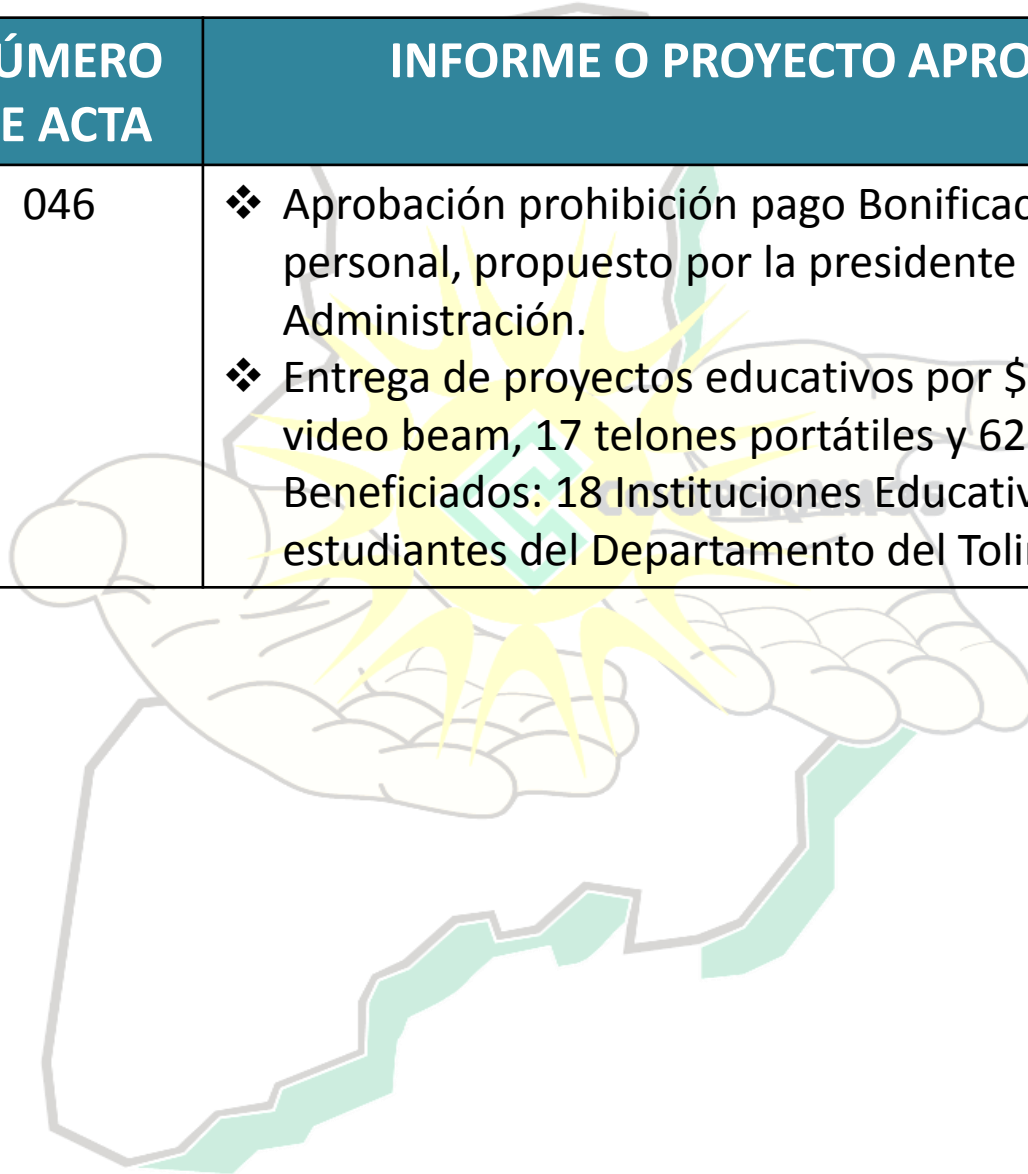 ÚMERO
E ACTA
INFORME O PROYECTO APRO
046
❖ Aprobación prohibición pago Bonificac
personal, propuesto por la presidente
Administración.
❖ Entrega de proyectos educativos por $
video beam, 17 telones portátiles y 62
Beneficiados: 18 Instituciones Educativ
estudiantes del Departamento del Toli